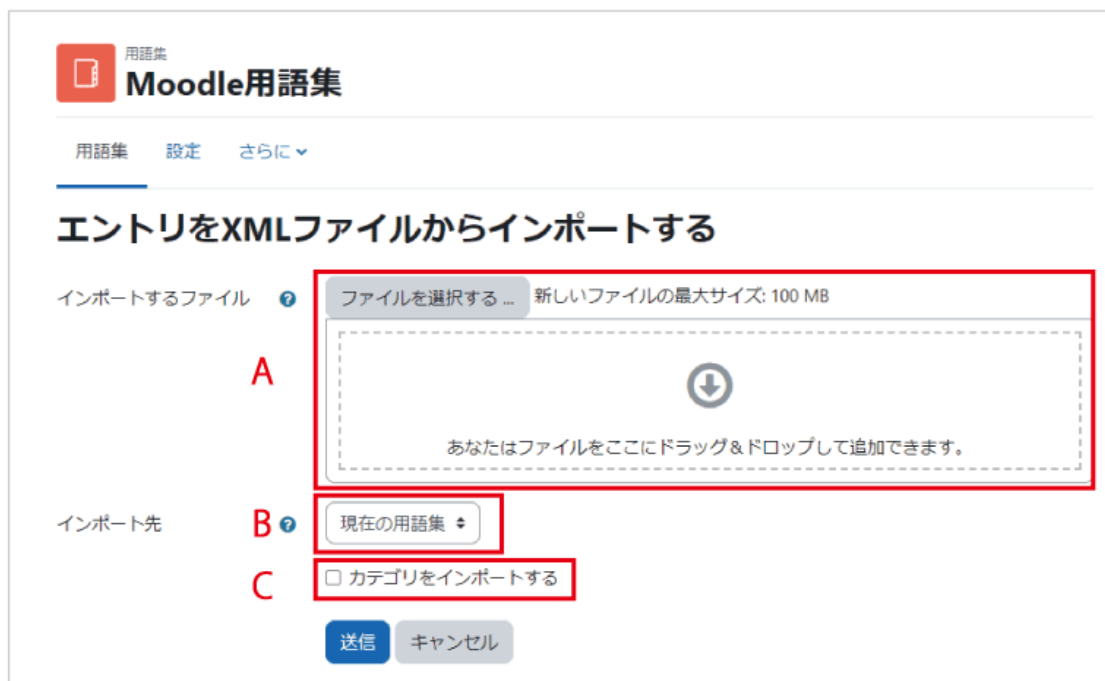 用語集
Moodle用語集
用語集 設定 さらに
エントリをXMLファイルからインポートする
インポートするファイル ファイルを選択する ... 新しいファイルの最大サイズ: 100 MB
A
あなたはファイルをここにドラッグ&ドロップして追加できます。
インポート先 B 現在の用語集
C カテゴリをインポートする
送信 キャンセル